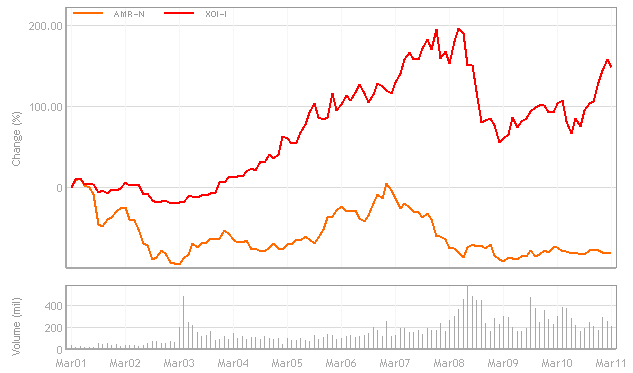 200.00
AMR-N XOI-I
100.00
0
Change (%)
400
200
0
Volume (mil)
Mar01 Mar02 Mar03 Mar04 Mar05 Mar06 Mar07 Mar08 Mar09 Mar10 Mar11